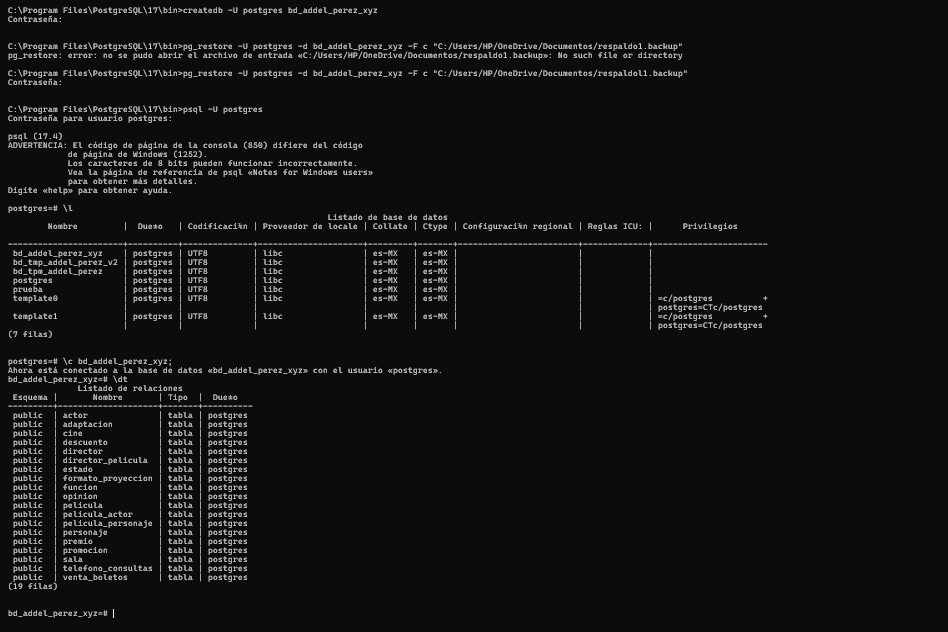 C:\Program Files\PostgreSQL\17\bin>createdb -U postgres bd_addel_perez_xyz
Contraseña:
C:\Program Files\PostgreSQL\17\bin>pg_restore -U postgres -d bd_addel_perez_xyz -F c "C:/Users/HP/OneDrive/Documentos/respaldo1.backup"
pg_restore: error: no se pudo abrir el archivo de entrada «C:/Users/HP/OneDrive/Documentos/respaldo1.backup»: No such file or directory
C:\Program Files\PostgreSQL\17\bin>pg_restore -U postgres -d bd_addel_perez_xyz -F c "C:/Users/HP/OneDrive/Documentos/respaldol1.backup"
Contraseña:
C:\Program Files\PostgreSQL\17\bin>psql -U postgres
Contraseña para usuario postgres:
psql (17.4)
ADVERTENCIA: El código de página de la consola (850) difiere del código
            de página de Windows (1252).
            Los caracteres de 8 bits pueden funcionar incorrectamente.
            Vea la página de referencia de psql «Notes for Windows users»
            para obtener más detalles.
Digite «help» para obtener ayuda.
postgres=# \l
                                Listado de base de datos
        Nombre         |  Due±o   | Codificaci¾n | Proveedor de locale | Collate | Ctype | Configuraci¾n regional | Reglas ICU: |      Privilegios
-----------------------+----------+--------------+---------------------+---------+-------+------------------------+-------------+-----------------------
 bd_addel_perez_xyz    | postgres | UTF8         | libc                | es-MX   | es-MX |                        |             |
 bd_tmp_addel_perez_v2 | postgres | UTF8         | libc                | es-MX   | es-MX |                        |             |
 bd_tpm_addel_perez    | postgres | UTF8         | libc                | es-MX   | es-MX |                        |             |
 postgres              | postgres | UTF8         | libc                | es-MX   | es-MX |                        |             |
 prueba                | postgres | UTF8         | libc                | es-MX   | es-MX |                        |             |
 template0             | postgres | UTF8         | libc                | es-MX   | es-MX |                        |             | =c/postgres          +
                       |          |              |                     |         |       |                        |             | postgres=CTc/postgres
 template1             | postgres | UTF8         | libc                | es-MX   | es-MX |                        |             | =c/postgres          +
                       |          |              |                     |         |       |                        |             | postgres=CTc/postgres
(7 filas)
postgres=# \c bd_addel_perez_xyz;
Ahora está conectado a la base de datos «bd_addel_perez_xyz» con el usuario «postgres».
bd_addel_perez_xyz=# \dt
              Listado de relaciones
 Esquema |       Nombre       | Tipo  |  Due±o
---------+--------------------+-------+----------
 public  | actor              | tabla | postgres
 public  | adaptacion         | tabla | postgres
 public  | cine               | tabla | postgres
 public  | descuento          | tabla | postgres
 public  | director           | tabla | postgres
 public  | director_pelicula  | tabla | postgres
 public  | estado             | tabla | postgres
 public  | formato_proyeccion | tabla | postgres
 public  | funcion            | tabla | postgres
 public  | opinion            | tabla | postgres
 public  | pelicula           | tabla | postgres
 public  | pelicula_actor     | tabla | postgres
 public  | pelicula_personaje | tabla | postgres
 public  | personaje          | tabla | postgres
 public  | premio             | tabla | postgres
 public  | promocion          | tabla | postgres
 public  | sala               | tabla | postgres
 public  | telefono_consultas | tabla | postgres
 public  | venta_boletos      | tabla | postgres
(19 filas)
bd_addel_perez_xyz=#